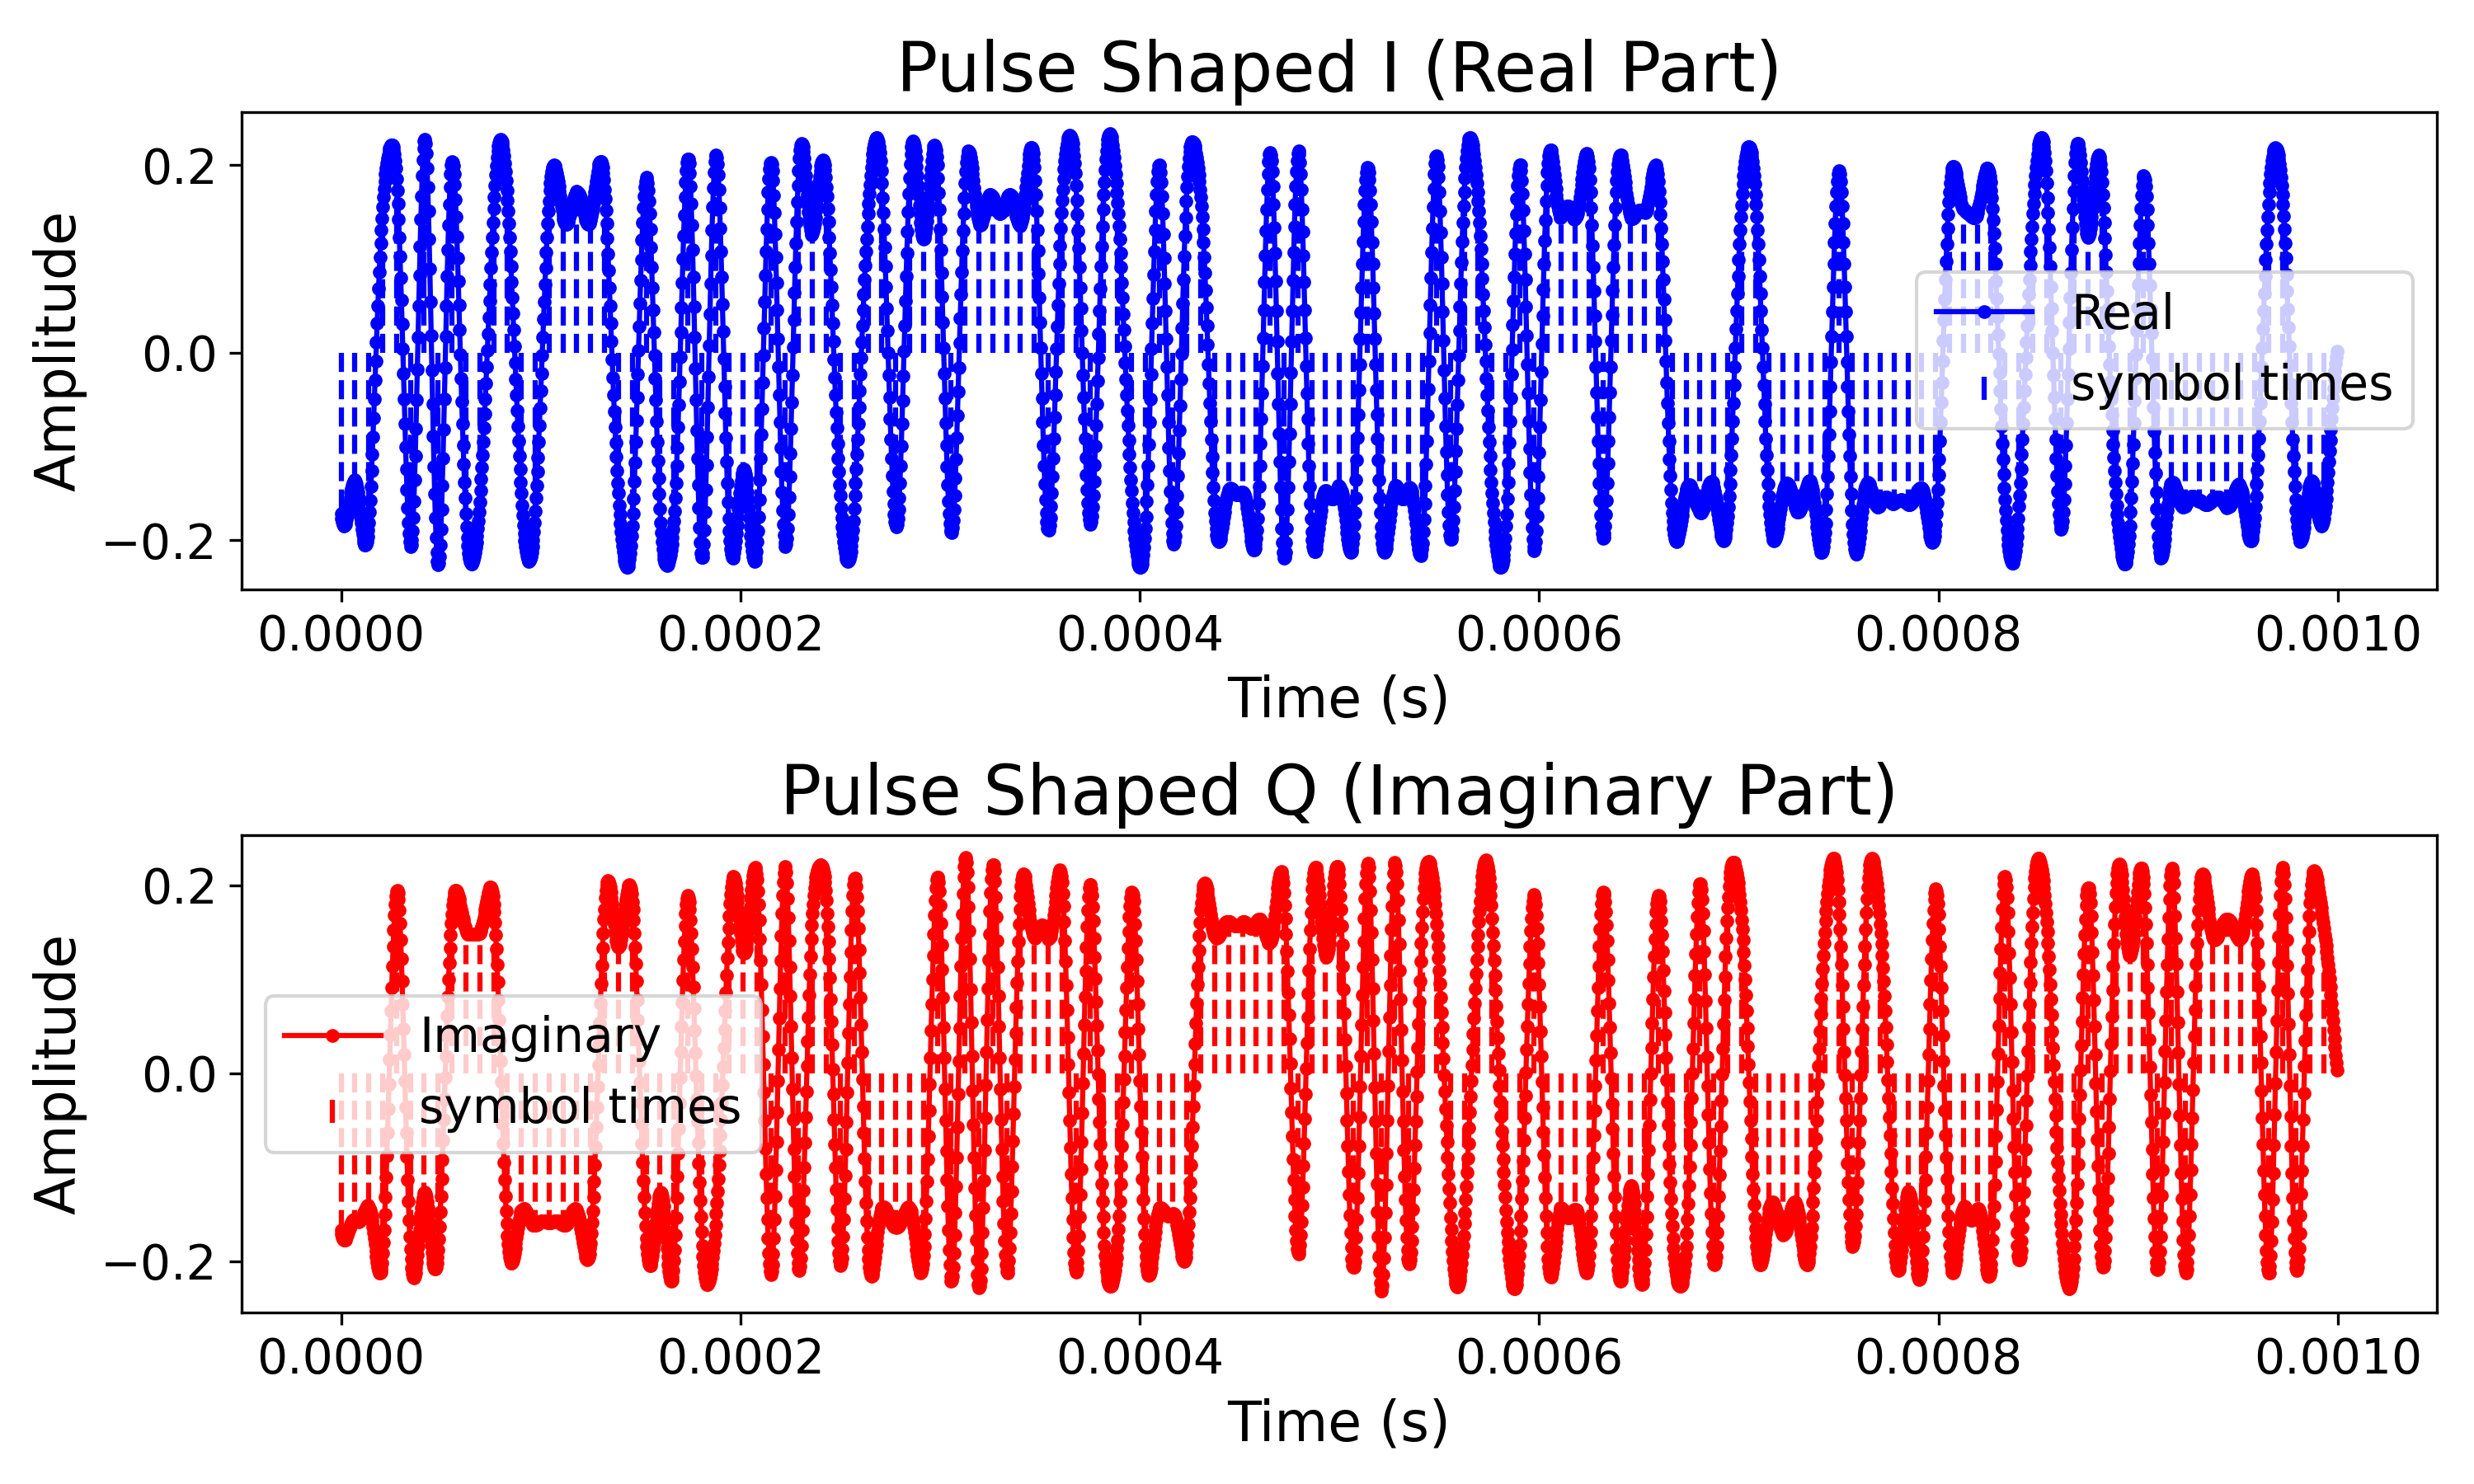 Pulse Shaped I (Real Part)
Amplitude
0.2
0.0
−0.2
Real
symbol times
0.0000 0.0002 0.0004 0.0006 0.0008 0.0010
Time (s)
Pulse Shaped Q (Imaginary Part)
Amplitude
0.2
0.0
−0.2
Imaginary
symbol times
0.0000 0.0002 0.0004 0.0006 0.0008 0.0010
Time (s)